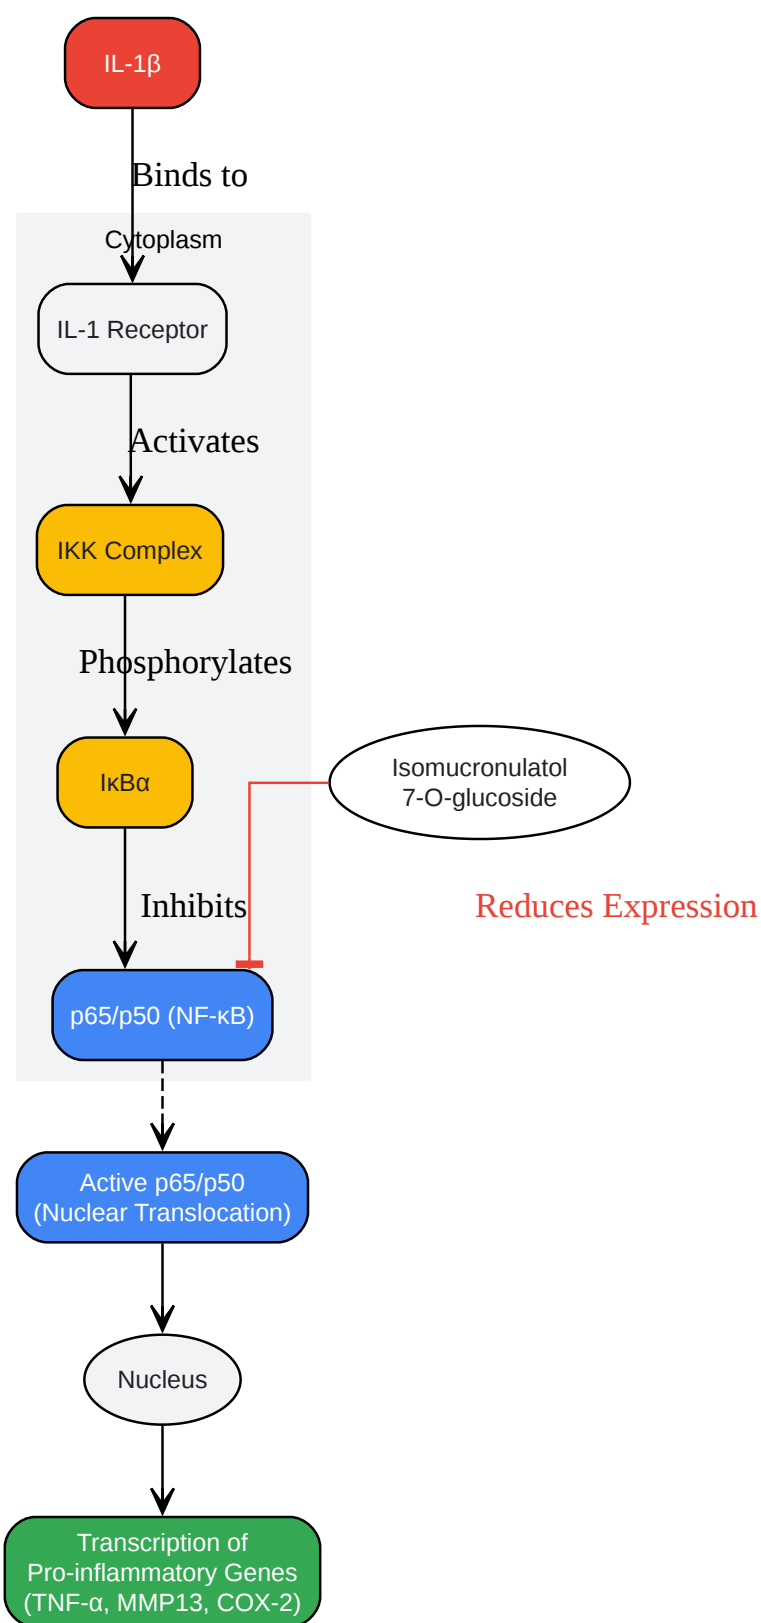 IL-1β
Binds to
Cytoplasm
IL-1 Receptor
Activates
IKK Complex
Phosphorylates
IκBα
Isomucronulatol
7-O-glucoside
Inhibits
Reduces Expression
p65/p50 (NF-κB)
Active p65/p50
(Nuclear Translocation)
Nucleus
Transcription of
Pro-inflammatory Genes
(TNF-α, MMP13, COX-2)